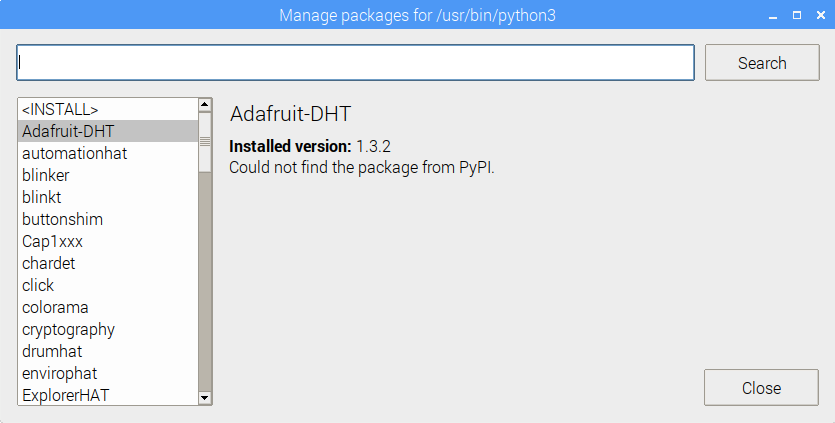 Manage packages for /usr/bin/python3
Search
<INSTALL>
Adafruit-DHT
automationhat
blinker
blinkt
buttonshim
Cap1xxx
chardet
click
colorama
cryptography
drumhat
envirophat
ExplorerHAT
Adafruit-DHT
Installed version: 1.3.2
Could not find the package from PyPI.
Close